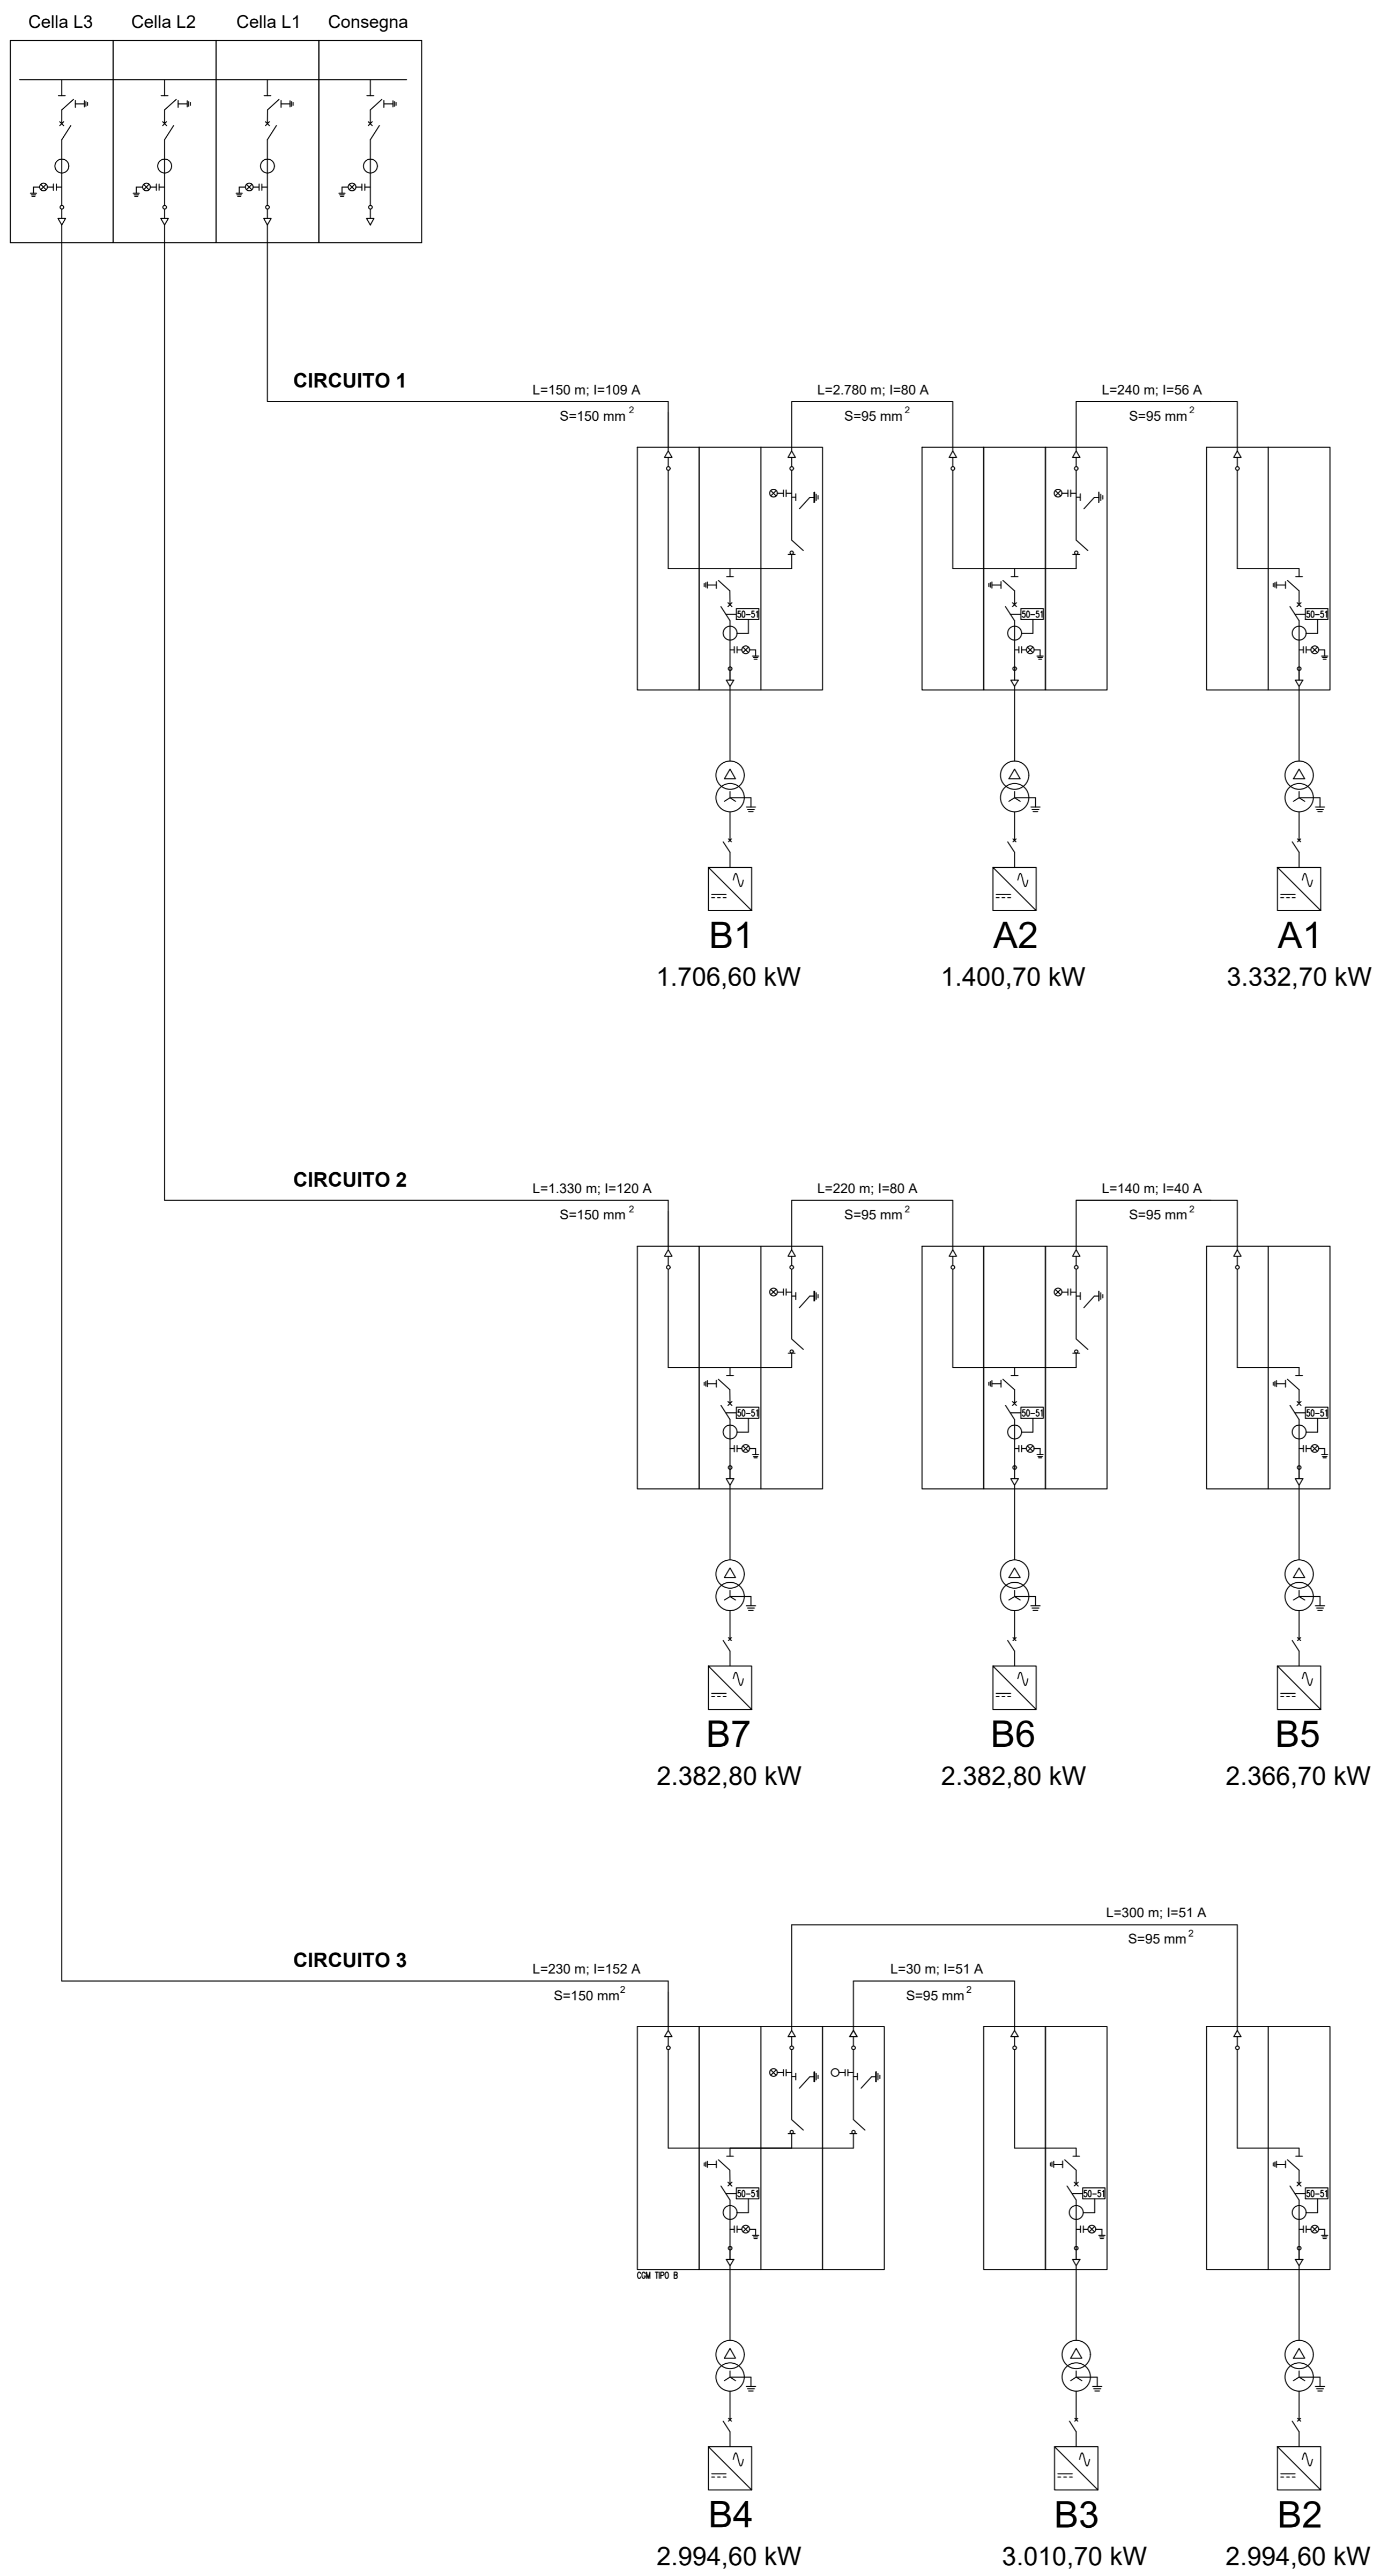 Cella L3 Cella L2 Cella L1 Consegna
CIRCUITO 1
L=150 m; I=109 A
S=150 mm²
L=2.780 m; I=80 A
S=95 mm²
L=240 m; I=56 A
S=95 mm²
50-51
50-51
50-51
B1
1.706,60 kW
A2
1.400,70 kW
A1
3.332,70 kW
CIRCUITO 2
L=1.330 m; I=120 A
S=150 mm²
L=220 m; I=80 A
S=95 mm²
L=140 m; I=40 A
S=95 mm²
50-51
50-51
50-51
B7
2.382,80 kW
B6
2.382,80 kW
B5
2.366,70 kW
L=300 m; I=51 A
S=95 mm²
CIRCUITO 3
L=230 m; I=152 A
S=150 mm²
L=30 m; I=51 A
S=95 mm²
50-51
50-51
50-51
CGM TIPO B
B4
2.994,60 kW
B3
3.010,70 kW
B2
2.994,60 kW